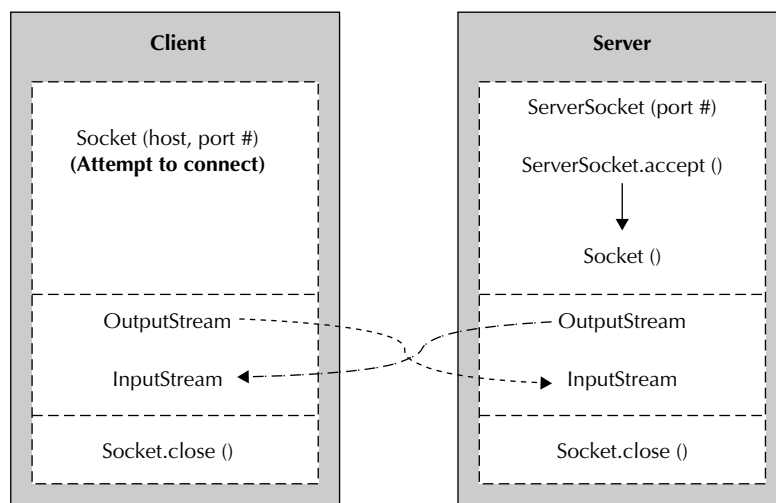 Client
Socket (host, port #)
(Attempt to connect)
OutputStream
InputStream
Socket.close ()
Server
ServerSocket (port #)
ServerSocket.accept ()
Socket ()
OutputStream
InputStream
Socket.close ()